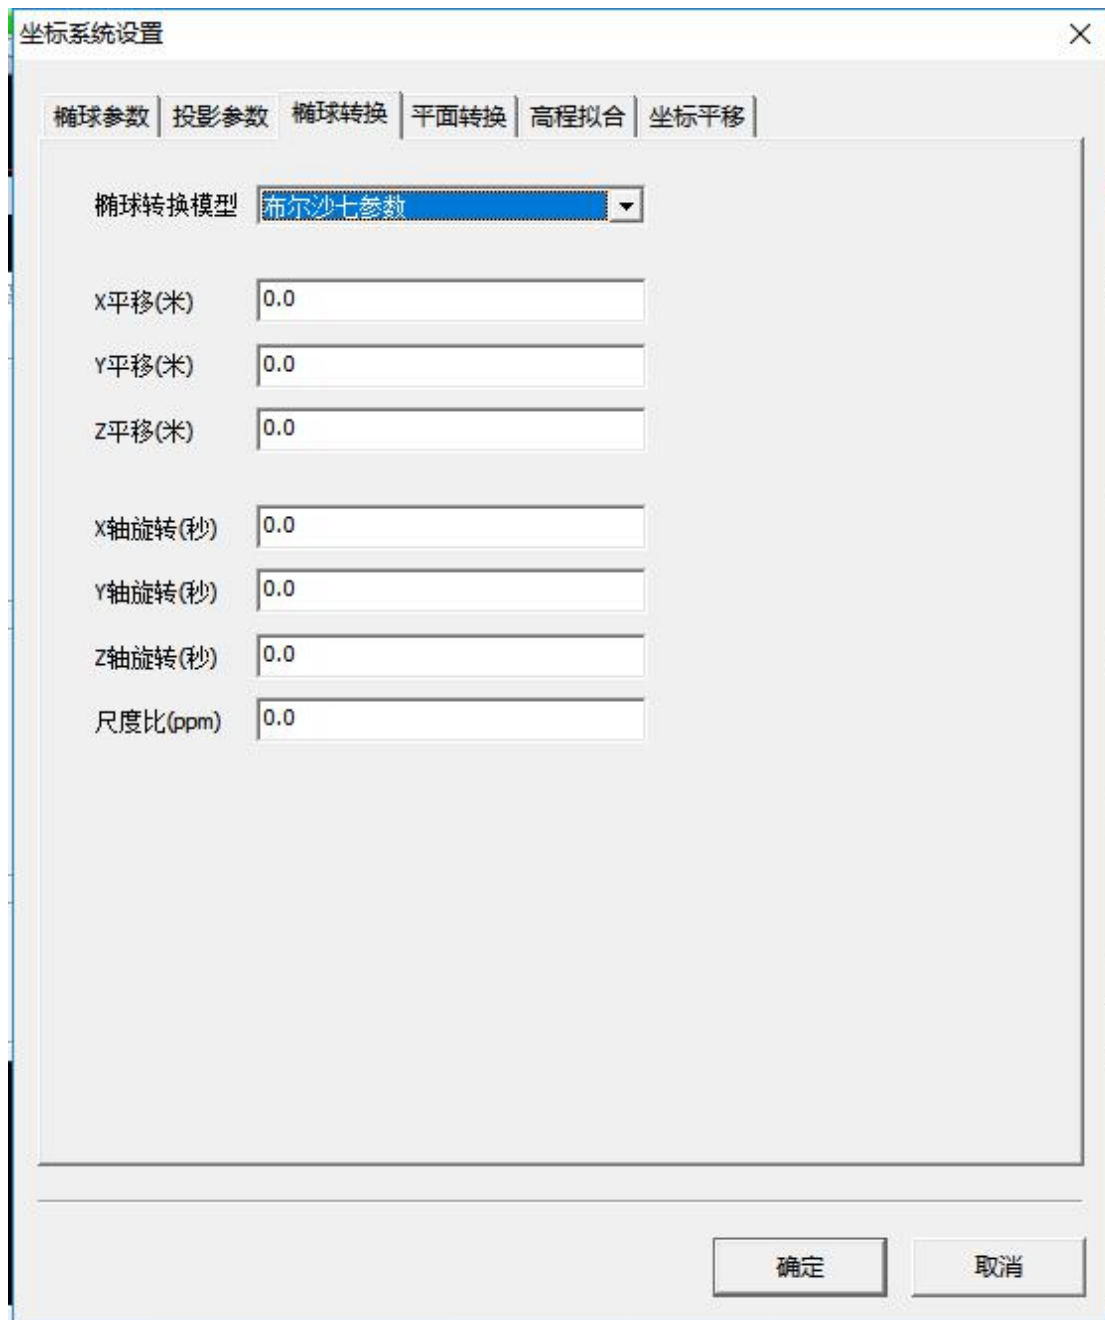 坐标系统设置
椭球参数 投影参数 椭球转换 平面转换 高程拟合 坐标平移
椭球转换模型 布尔沙七参数
X平移(米) 0.0
Y平移(米) 0.0
Z平移(米) 0.0
X轴旋转(秒) 0.0
Y轴旋转(秒) 0.0
Z轴旋转(秒) 0.0
尺度比(ppm) 0.0
确定 取消